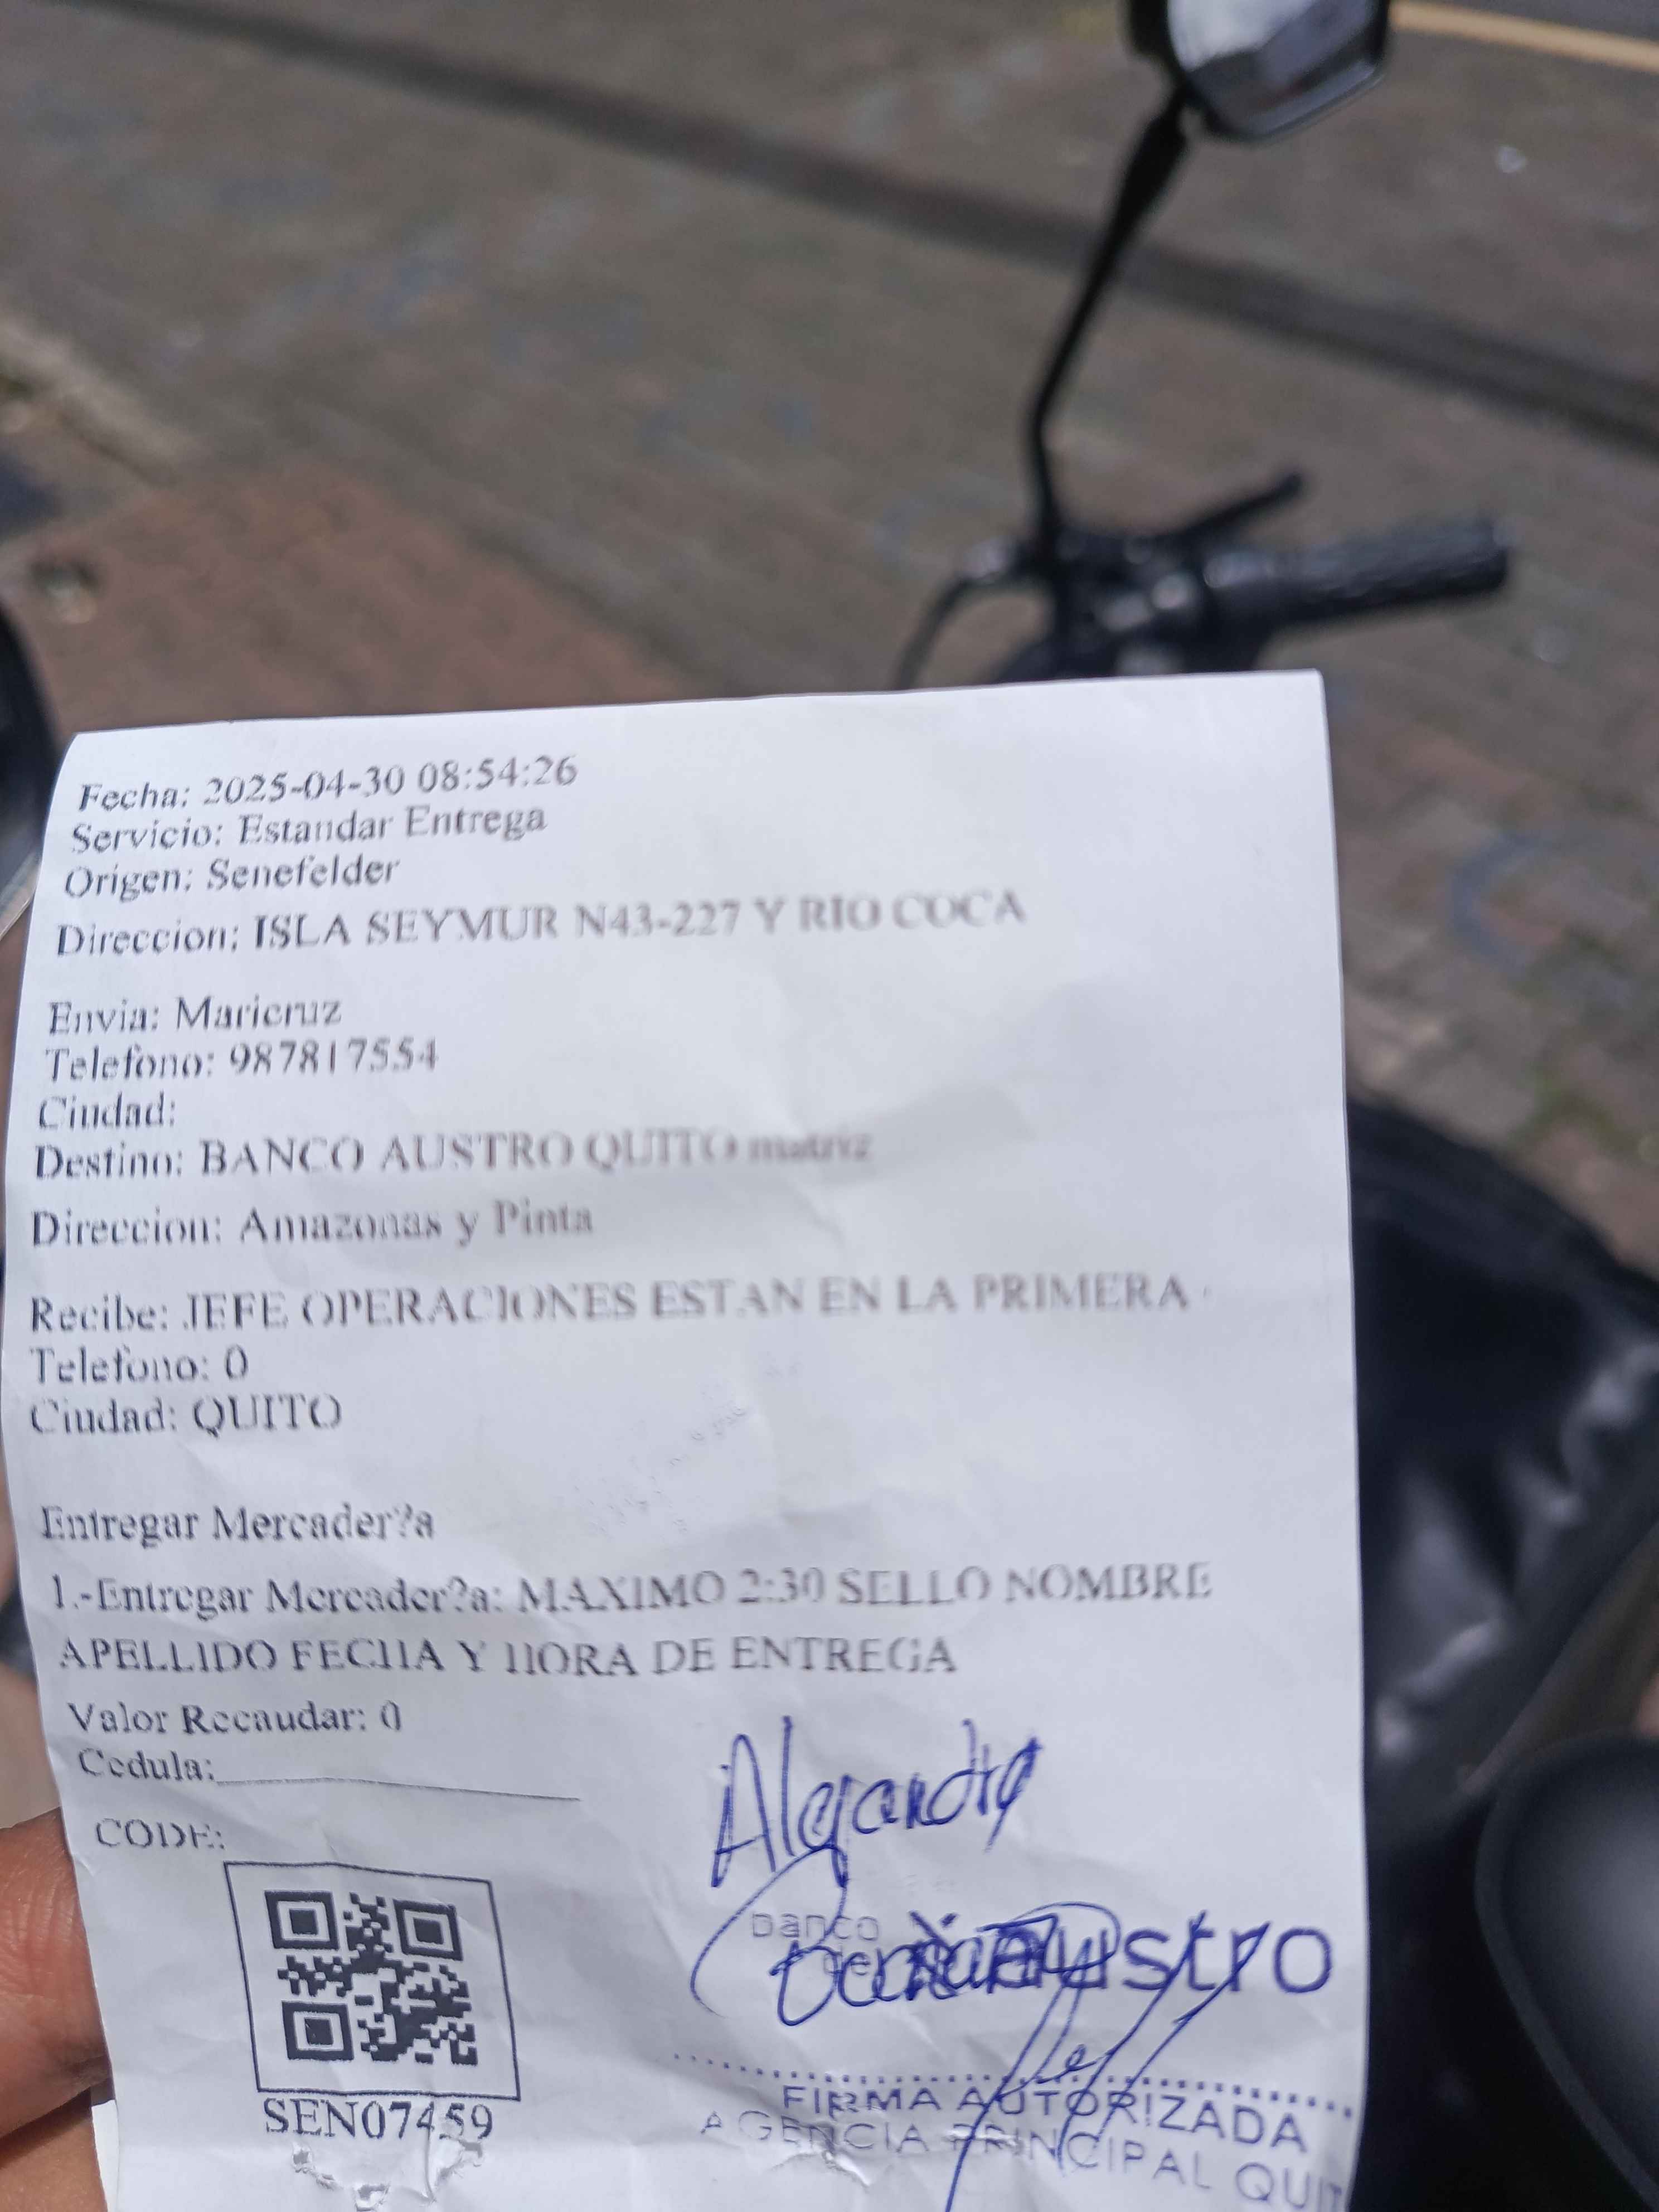 Fecha: 2025-04-30 08:54:26
Servicio: Estandar Entrega
Origen: Senefelder
Direccion: ISLA SEYMUR N43-227 Y RIO COCA
Envia: Maricruz
Telefono: 987817554
Ciudad:
Destino: BANCO AUSTRO QUITO matriz
Direccion: Amazonas y Pinta
Recibe: JEFE OPERACIONES ESTAN EN LA PRIMERA
Telefono: 0
Ciudad: QUITO
Entregar Mercader?a
1.-Entregar Mercader?a: MAXIMO 2:30 SELLO NOMBRE
APELLIDO FECHA Y HORA DE ENTREGA
Valor Recaudar: 0
Cedula:
CODE:
SEN07459
Alejandra
banco
del austro
FIRMA AUTORIZADA
AGENCIA PRINCIPAL QUIT